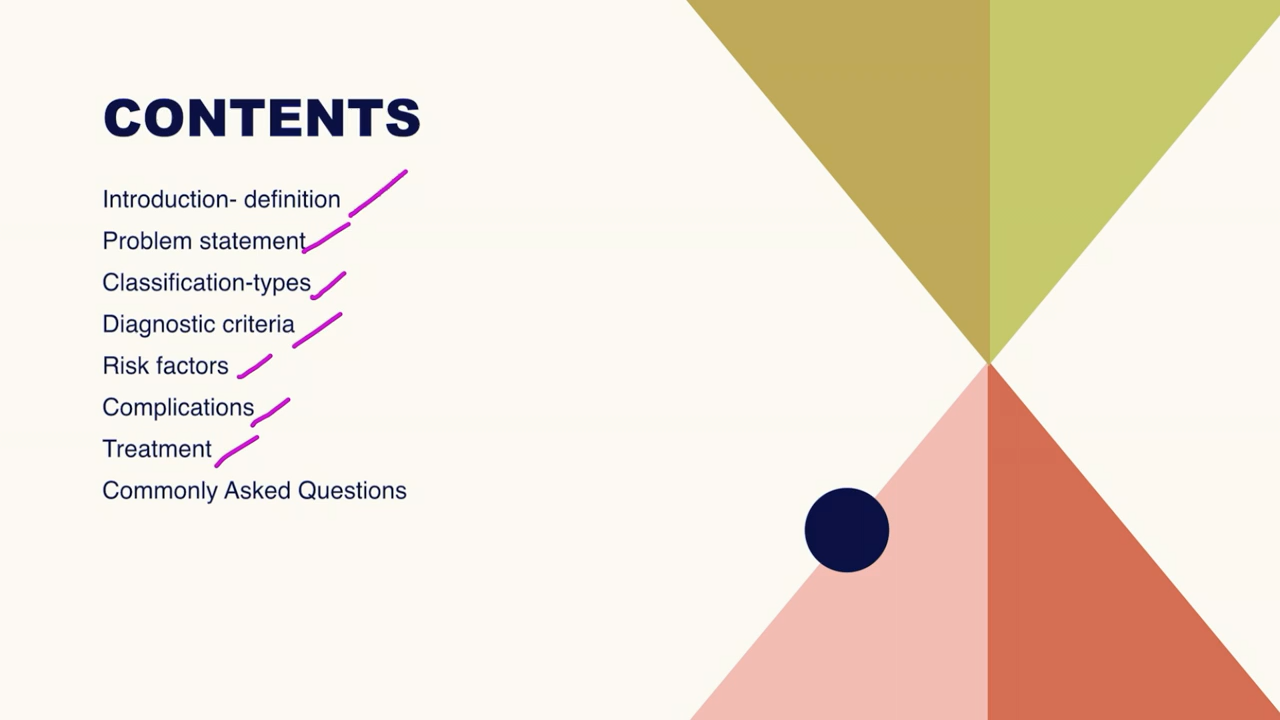 CONTENTS
Introduction- definition
Problem statement
Classification-types
Diagnostic criteria
Risk factors
Complications
Treatment
Commonly Asked Questions